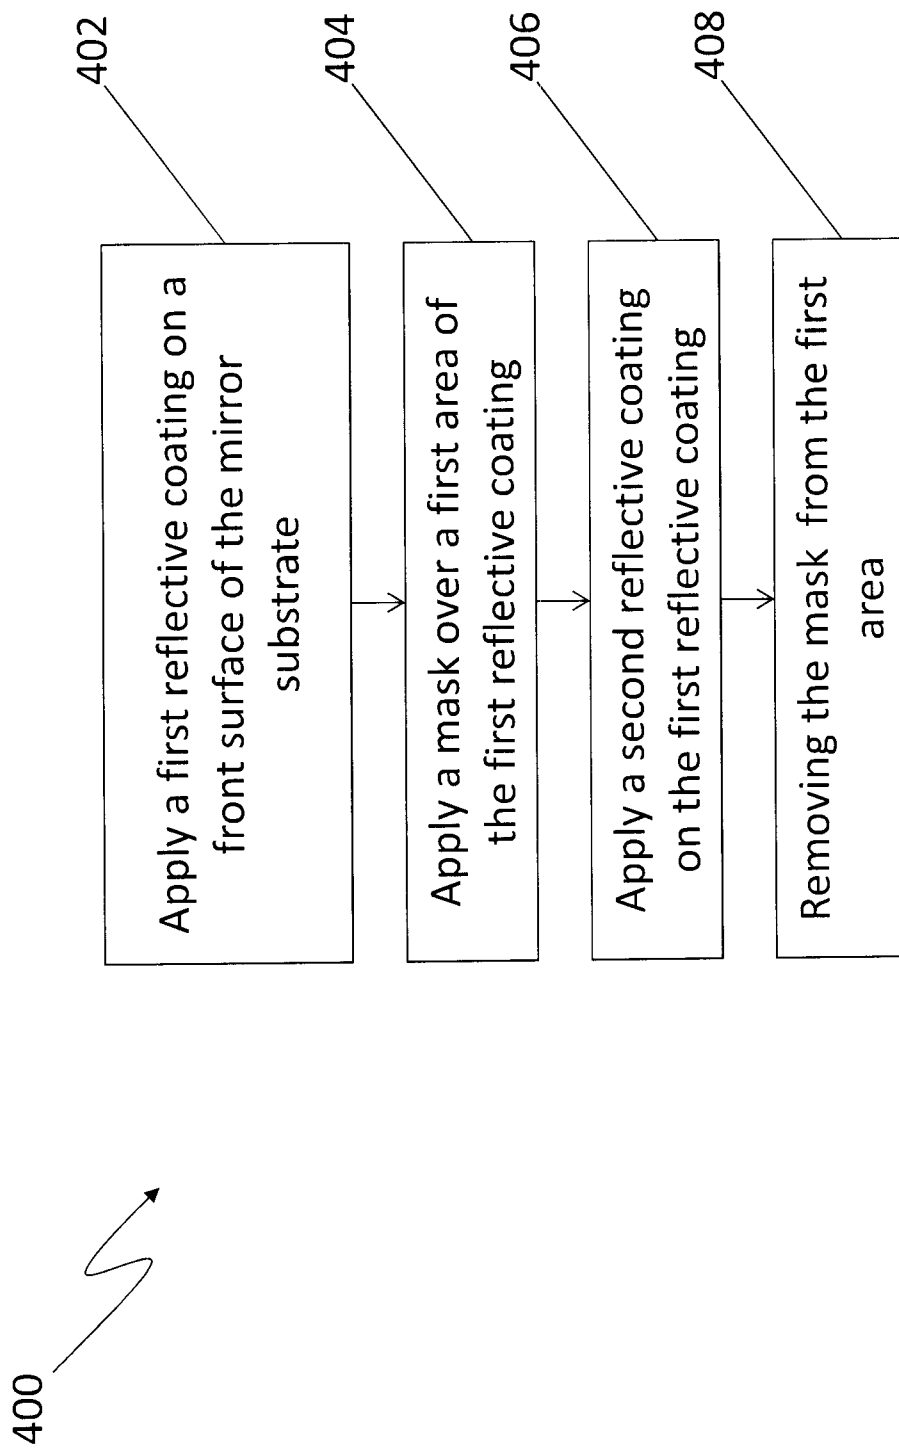 400
402
Apply a first reflective coating on a
front surface of the mirror
substrate
404
Apply a mask over a first area of
the first reflective coating
406
Apply a second reflective coating
on the first reflective coating
408
Removing the mask from the first
area